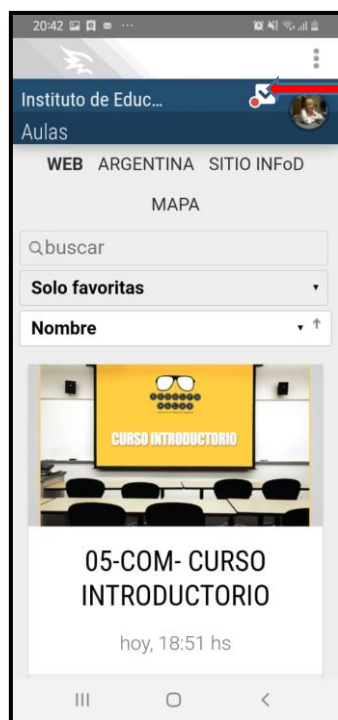 20:42
Instituto de Educ...
Aulas
WEB ARGENTINA SITIO INFoD
MAPA
buscar
Solo favoritas
Nombre
CURSO INTRODUCTORIO
05-COM- CURSO
INTRODUCTORIO
hoy, 18:51 hs